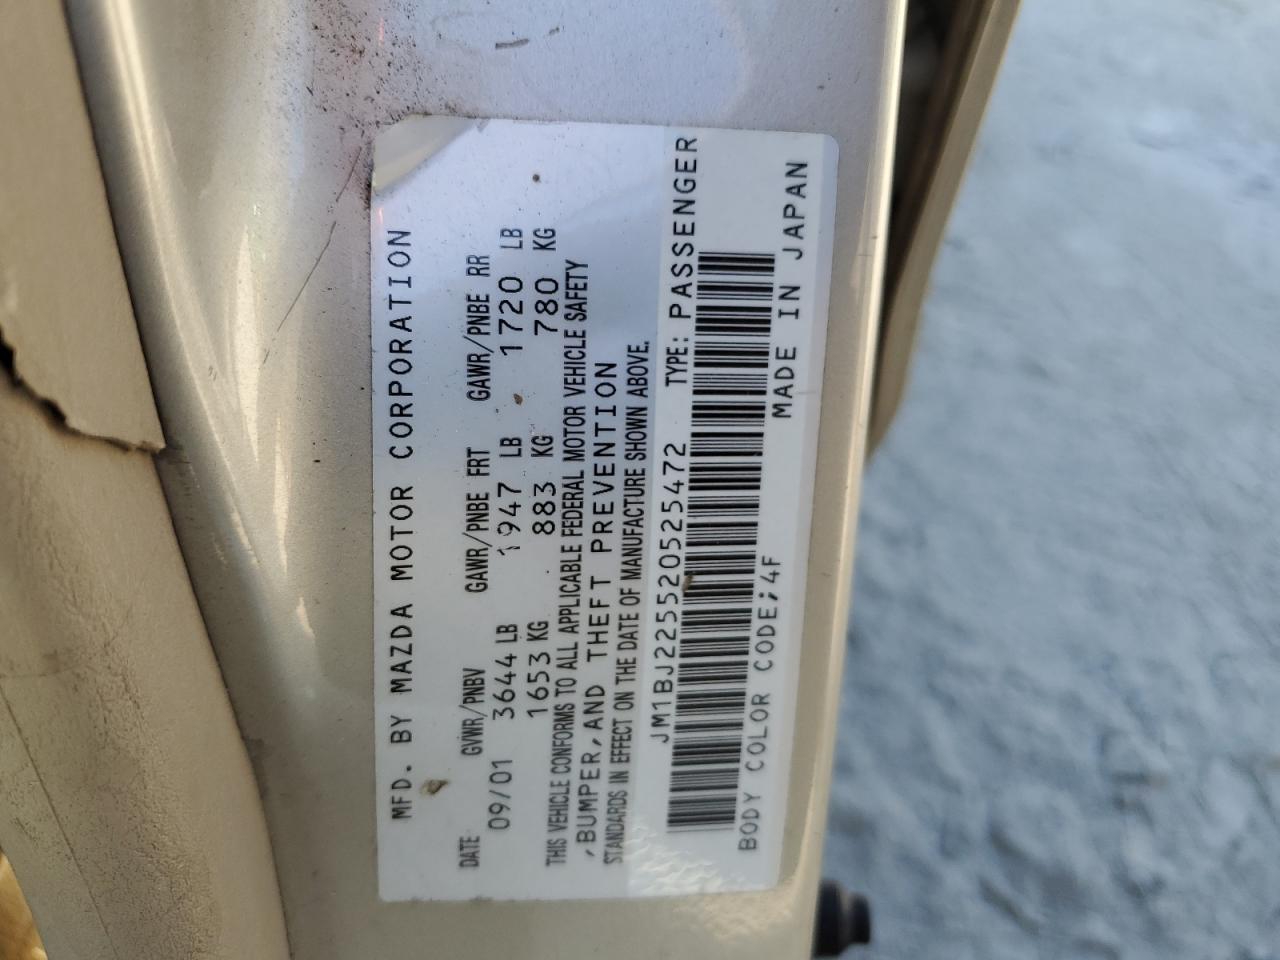 MFD. BY MAZDA MOTOR CORPORATION
DATE GVWR/PNBV GAWR/PNBE FRT GAWR/PNBE RR
09/01 3644 LB 1947 LB 1720 LB
1653 KG 883 KG 780 KG
THIS VEHICLE CONFORMS TO ALL APPLICABLE FEDERAL MOTOR VEHICLE SAFETY
,BUMPER,AND THEFT PREVENTION
STANDARDS IN EFFECT ON THE DATE OF MANUFACTURE SHOWN ABOVE.
JM1BJ225520525472 TYPE: PASSENGER
BODY COLOR CODE;4F MADE IN JAPAN